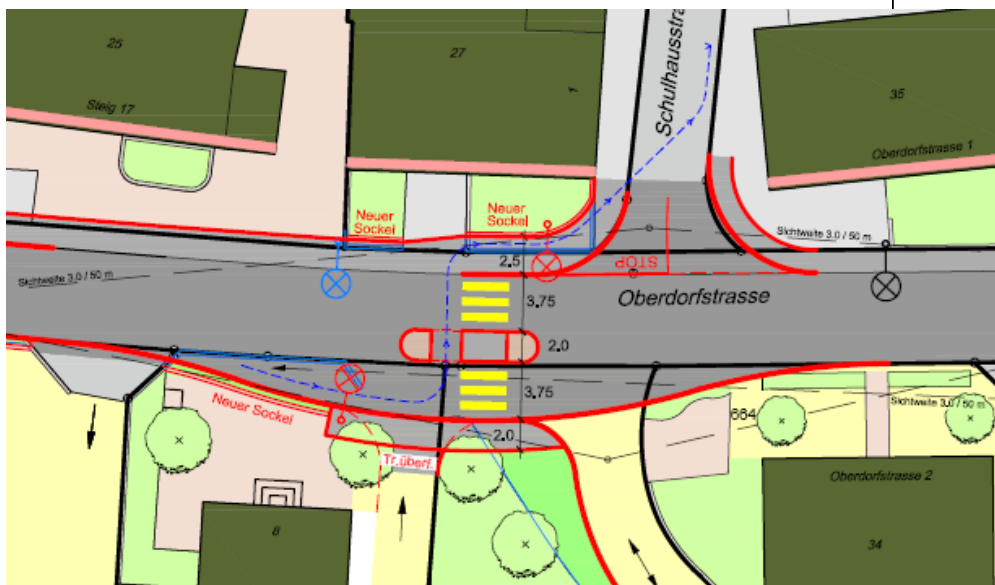 25
27
1
Schulhausstra
35
Steig 17
Oberdorfstrasse 1
Neuer
Sockel
Neuer
Sockel
Sichtweite 3.0 / 50 m
Sichtweite 3.0 / 50 m
2.5
STOP
3.75
Oberdorfstrasse
2.0
3.75
Neuer Sockel
Sichtweite 3.0 / 50 m
664
2.0
Tr.überf.
Oberdorfstrasse 2
8
34